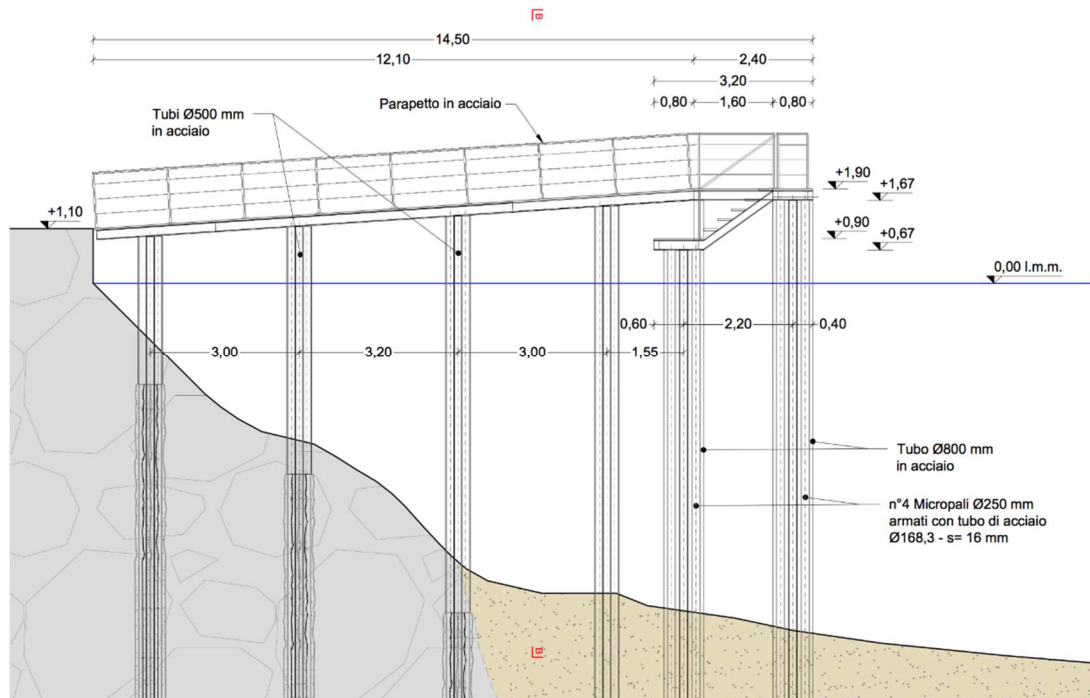 B
14,50
12,10
2,40
3,20
0,80
1,60
0,80
Tubi Ø500 mm
in acciaio
Parapetto in acciaio
+1,90
+1,67
+1,10
+0,90
+0,67
0,00 l.m.m.
0,60
2,20
0,40
3,00
3,20
3,00
1,55
Tubo Ø800 mm
in acciaio
n°4 Micropali Ø250 mm
armati con tubo di acciaio
Ø168,3 - s= 16 mm
B